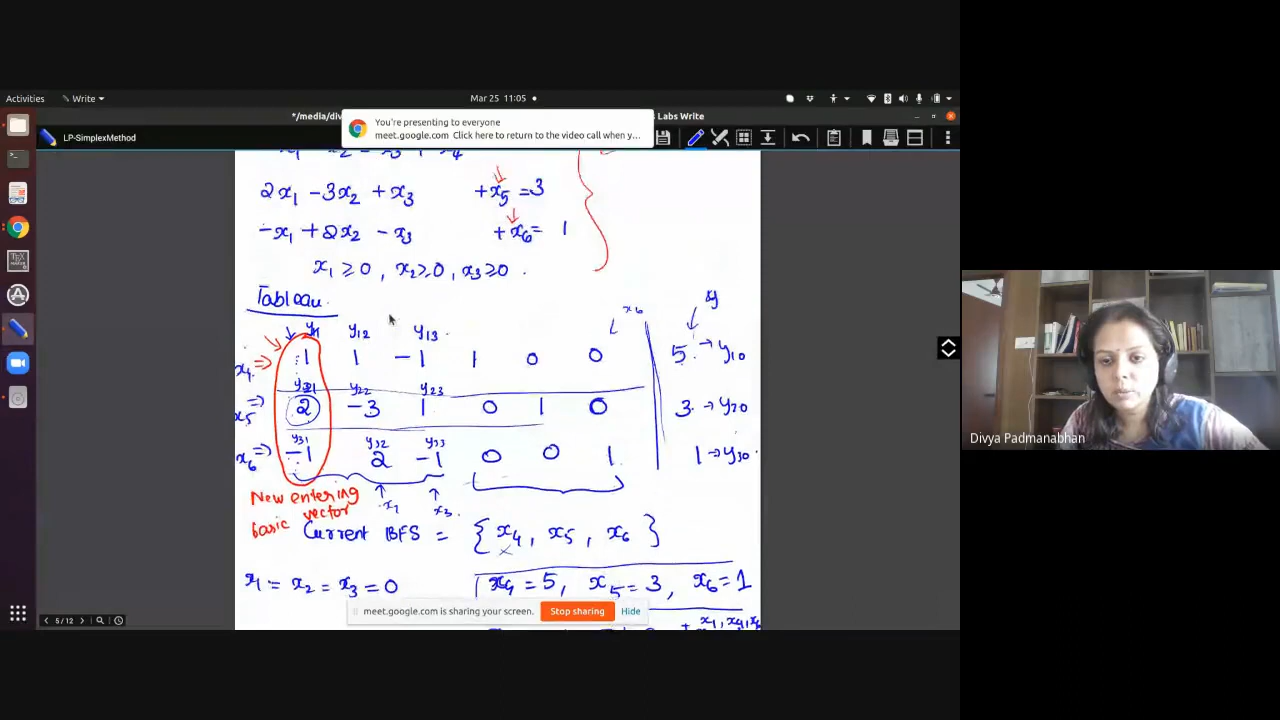 Activities
Write
Mar 25 11:05
*/media/div
Labs Write
You're presenting to everyone
meet.google.com Click here to return to the video call when y...
LP-SimplexMethod
2x₁ -3x₂ + x₃ +x₅ =3
-x₁ +2x₂ - x₃ +x₆ = 1
x₁ ≥ 0, x₂ ≥ 0, x₃ ≥ 0.
Tableau.
x₆
y₁₁ y₁₂ y₁₃
x₄ ⇒ 1 1 -1 1 0 0 5 → y₁₀
y₂₁ y₂₂ y₂₃
x₅ ⇒ 2 -3 1 0 1 0 3 → y₂₀
y₃₁ y₃₂ y₃₃
x₆ ⇒ -1 2 -1 0 0 1 1 → y₃₀
x₂ x₃
New entering
basic vector
Current BFS = {x₄, x₅, x₆}
x₁ = x₂ = x₃ = 0 x₄ = 5, x₅ = 3, x₆ = 1
meet.google.com is sharing your screen.
Stop sharing
Hide
5/12
Divya Padmanabhan